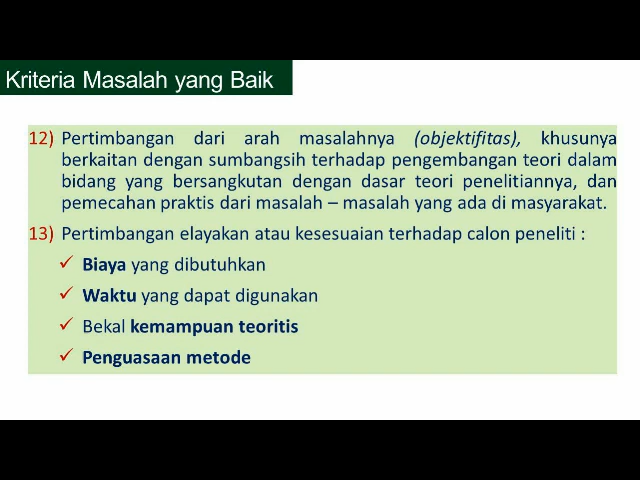 Kriteria Masalah yang Baik
12) Pertimbangan dari arah masalahnya (objektifitas), khusunya
berkaitan dengan sumbangsih terhadap pengembangan teori dalam
bidang yang bersangkutan dengan dasar teori penelitiannya, dan
pemecahan praktis dari masalah – masalah yang ada di masyarakat.
13) Pertimbangan elayakan atau kesesuaian terhadap calon peneliti :
✓ Biaya yang dibutuhkan
✓ Waktu yang dapat digunakan
✓ Bekal kemampuan teoritis
✓ Penguasaan metode